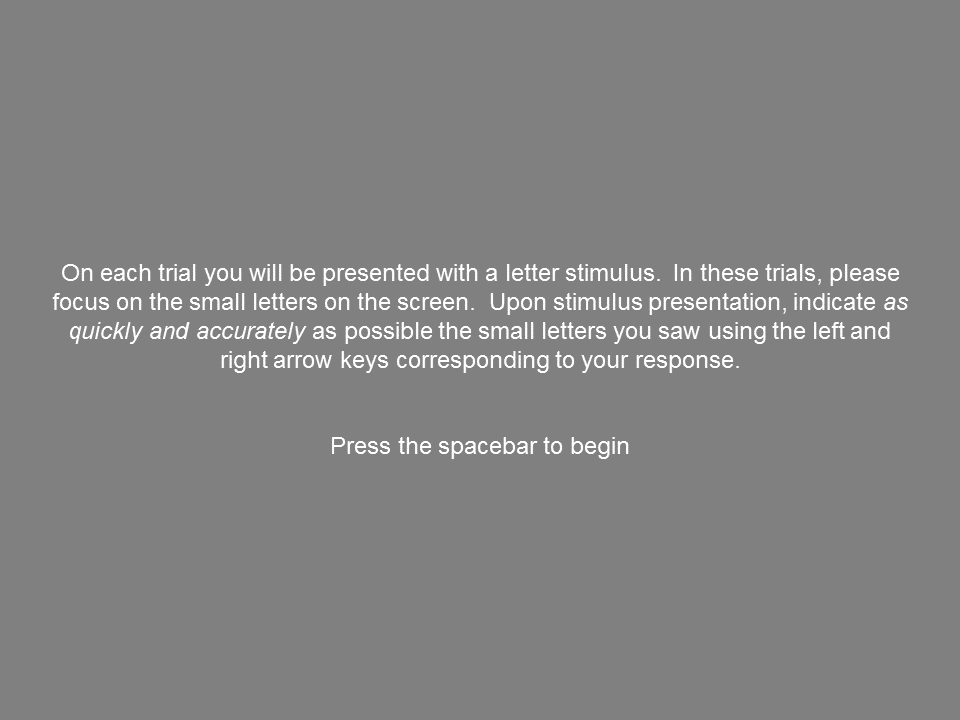 On each trial you will be presented with a letter stimulus.  In these trials, please
focus on the small letters on the screen.  Upon stimulus presentation, indicate as
quickly and accurately as possible the small letters you saw using the left and
right arrow keys corresponding to your response.
Press the spacebar to begin